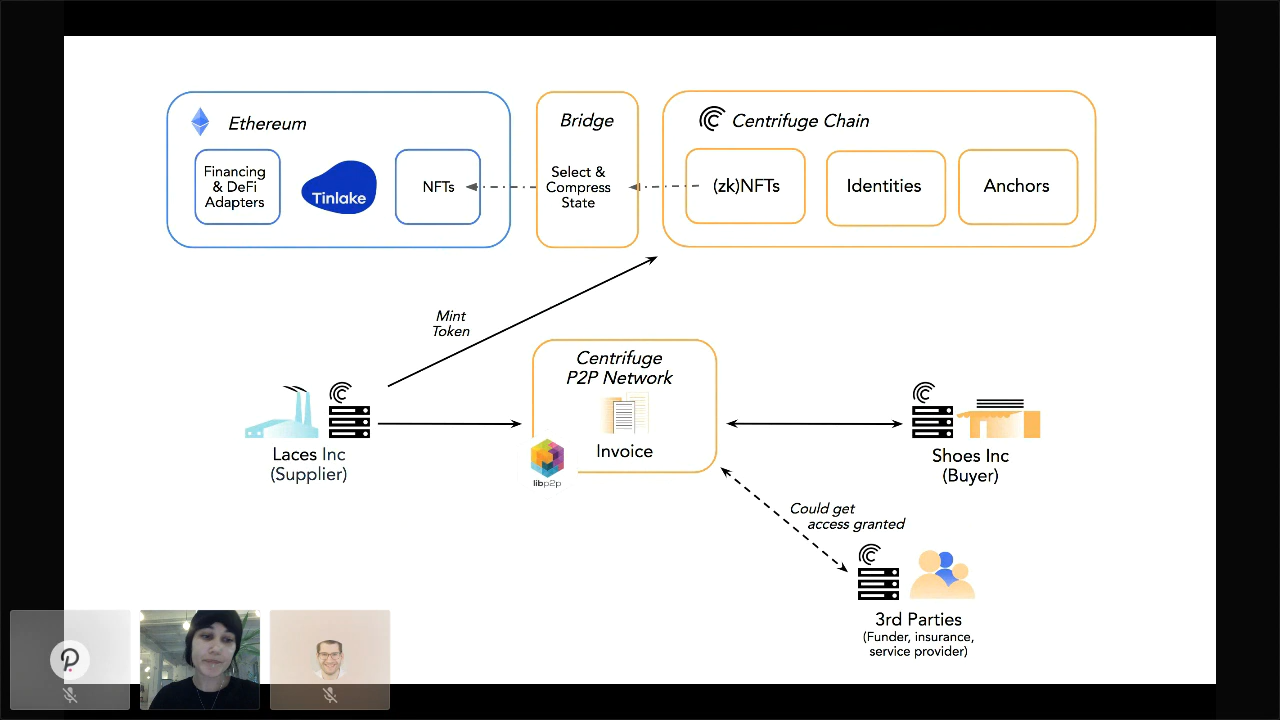 Ethereum
Bridge
Centrifuge Chain
Financing
& DeFi
Adapters
Tinlake
NFTs
Select &
Compress
State
(zk)NFTs
Identities
Anchors
Mint
Token
Centrifuge
P2P Network
Invoice
libp2p
Laces Inc
(Supplier)
Shoes Inc
(Buyer)
Could get
access granted
3rd Parties
(Funder, insurance,
service provider)